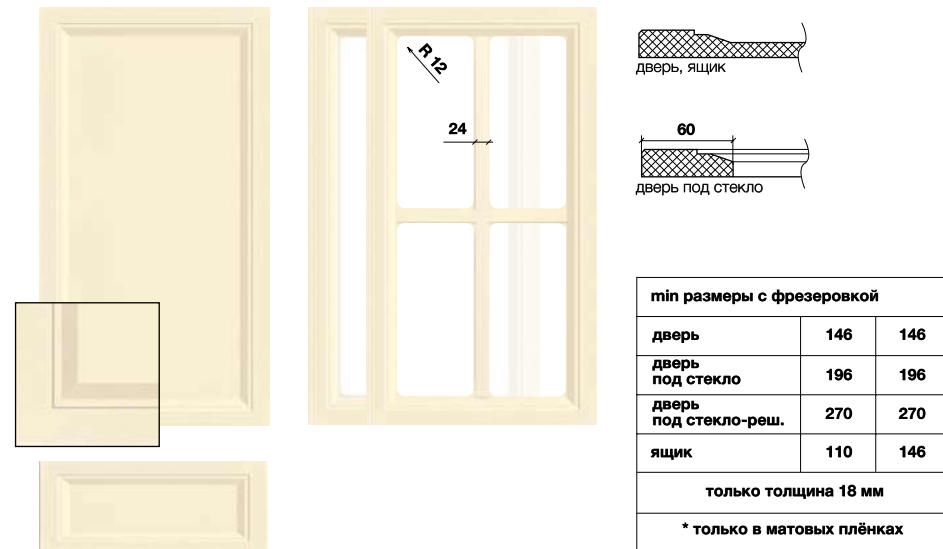 R 12
24
дверь, ящик
60
дверь под стекло
min размеры с фрезеровкой
дверь 146 146
дверь
под стекло 196 196
дверь
под стекло-реш. 270 270
ящик 110 146
только толщина 18 мм
* только в матовых плёнках